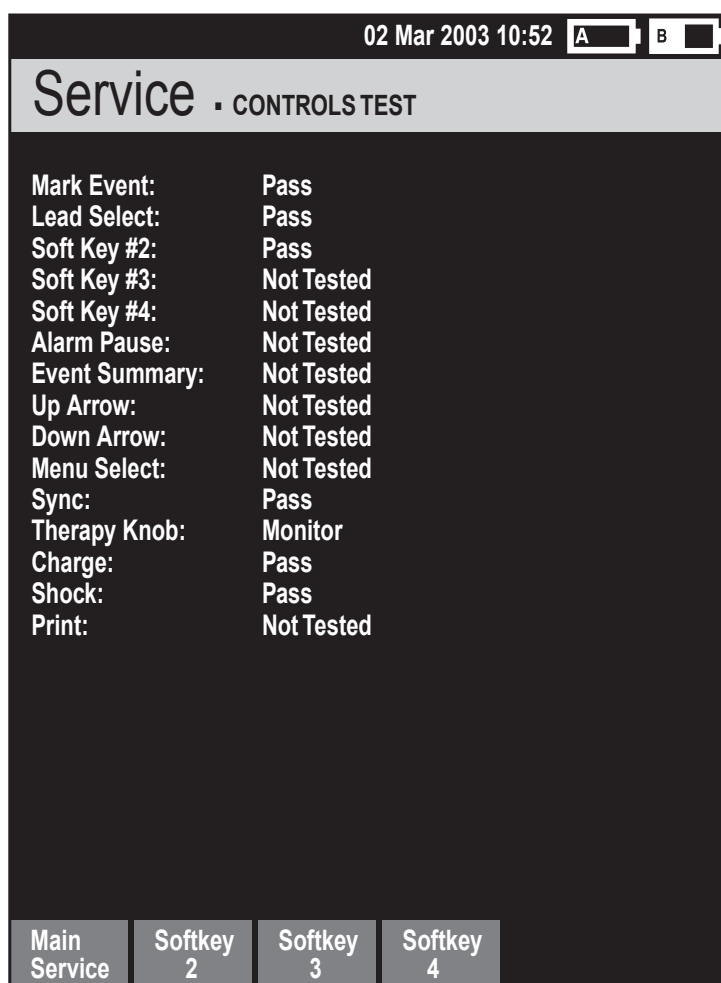 02 Mar 2003 10:52 A B
Service . CONTROLS TEST
Mark Event: Pass
Lead Select: Pass
Soft Key #2: Pass
Soft Key #3: Not Tested
Soft Key #4: Not Tested
Alarm Pause: Not Tested
Event Summary: Not Tested
Up Arrow: Not Tested
Down Arrow: Not Tested
Menu Select: Not Tested
Sync: Pass
Therapy Knob: Monitor
Charge: Pass
Shock: Pass
Print: Not Tested
Main Softkey Softkey Softkey
Service 2 3 4